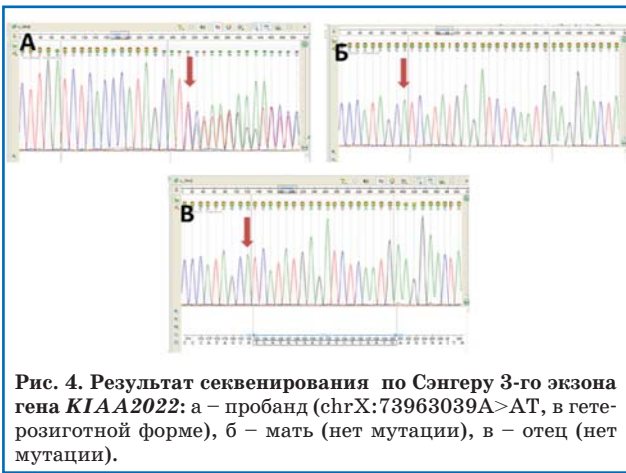 А
Б
В
Рис. 4. Результат секвенирования по Сэнгеру 3-го экзона
гена KIAA2022: а – пробанд (chrX:73963039A>AT, в гете-
розиготной форме), б – мать (нет мутации), в – отец (нет
мутации).